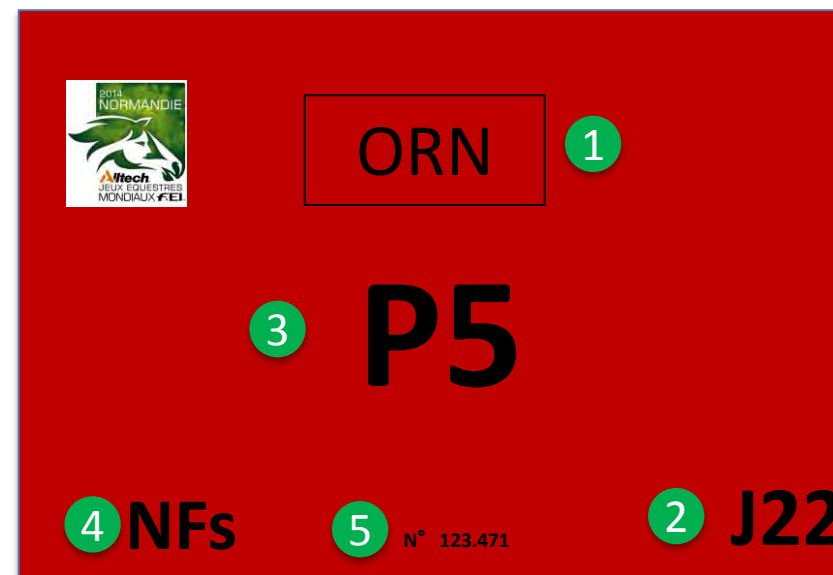 2014
NORMANDIE
Alltech
JEUX EQUESTRES
MONDIAUX FEI
ORN
1
3
P5
4 NFs
5 N° 123.471
2 J22